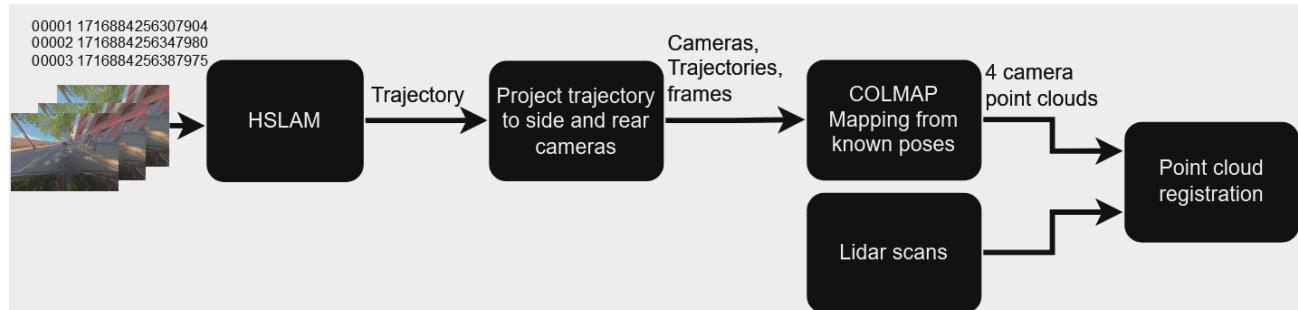 00001 1716884256307904
00002 1716884256347980
00003 1716884256387975
HSLAM
Trajectory
Project trajectory
to side and rear
cameras
Cameras,
Trajectories,
frames
COLMAP
Mapping from
known poses
4 camera
point clouds
Lidar scans
Point cloud
registration